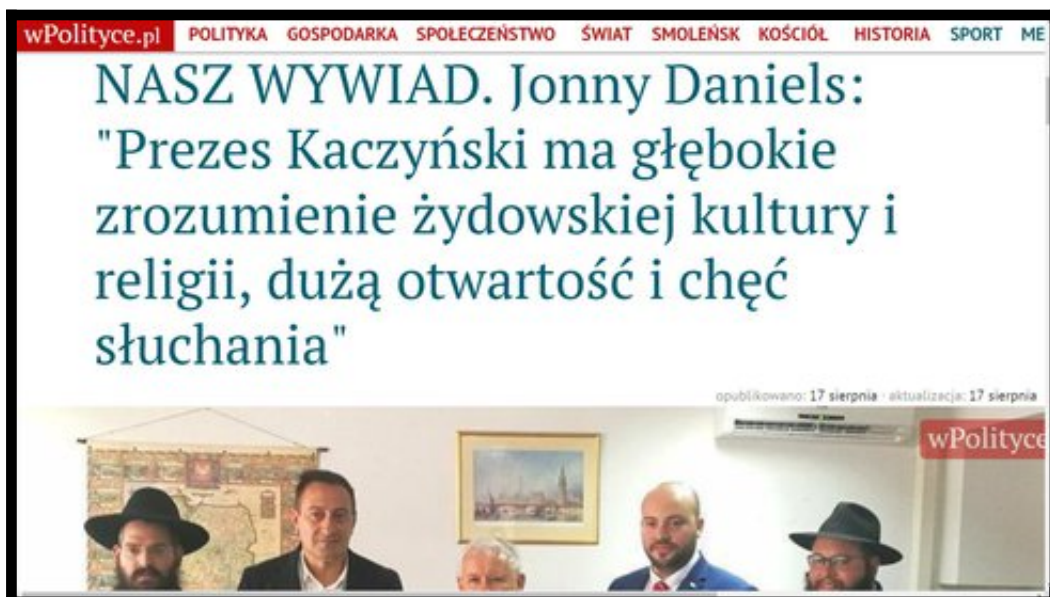 wPolityce.pl POLITYKA GOSPODARKA SPOŁECZEŃSTWO ŚWIAT SMOLEŃSK KOŚCIÓŁ HISTORIA SPORT ME
NASZ WYWIAD. Jonny Daniels:
"Prezes Kaczyński ma głębokie
zrozumienie żydowskiej kultury i
religii, dużą otwartość i chęć
słuchania"
opublikowano: 17 sierpnia · aktualizacja: 17 sierpnia
wPolityce